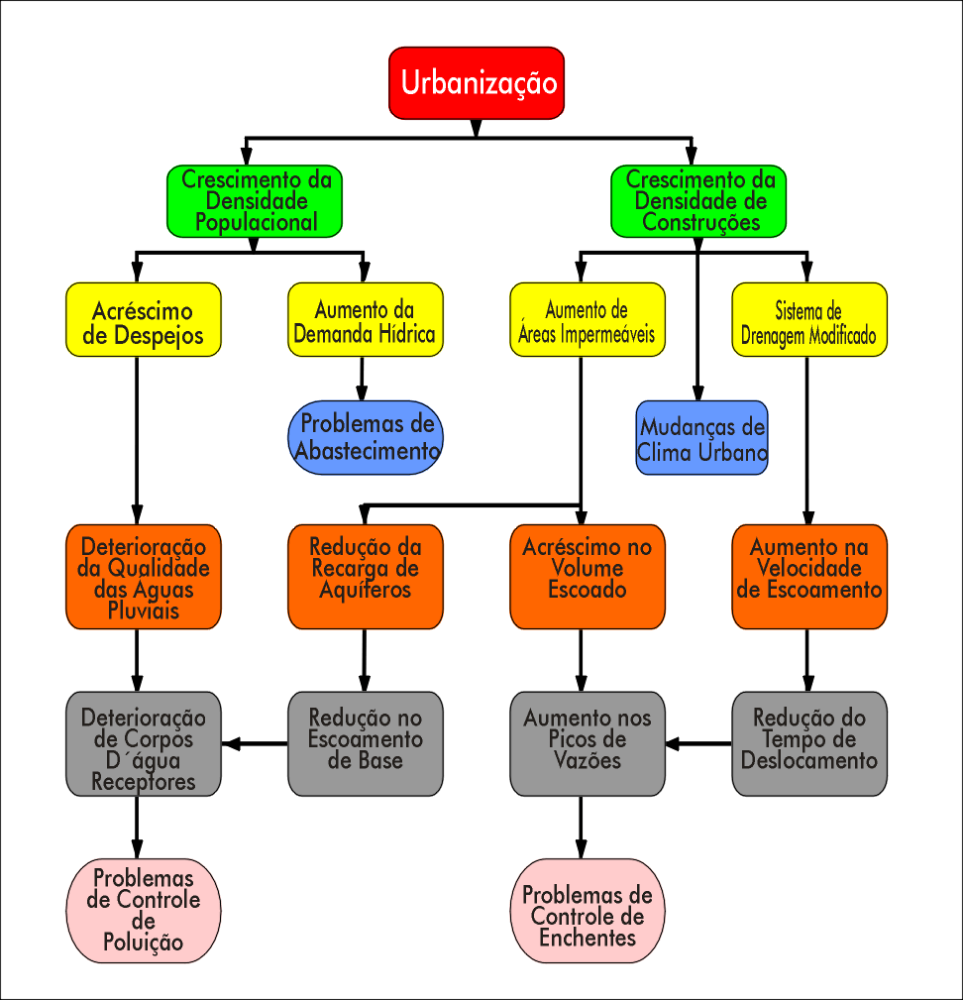 Urbanização
Crescimento da
Densidade
Populacional
Crescimento da
Densidade de
Construções
Acréscimo
de Despejos
Aumento da
Demanda Hídrica
Aumento de
Áreas Impermeáveis
Sistema de
Drenagem Modificado
Problemas de
Abastecimento
Mudanças de
Clima Urbano
Deterioração
da Qualidade
das Aguas
Pluviais
Redução da
Recarga de
Aquíferos
Acréscimo no
Volume
Escoado
Aumento na
Velocidade
de Escoamento
Deterioração
de Corpos
D´água
Receptores
Redução no
Escoamento
de Base
Aumento nos
Picos de
Vazões
Redução do
Tempo de
Deslocamento
Problemas
de Controle
de
Poluição
Problemas de
Controle de
Enchentes